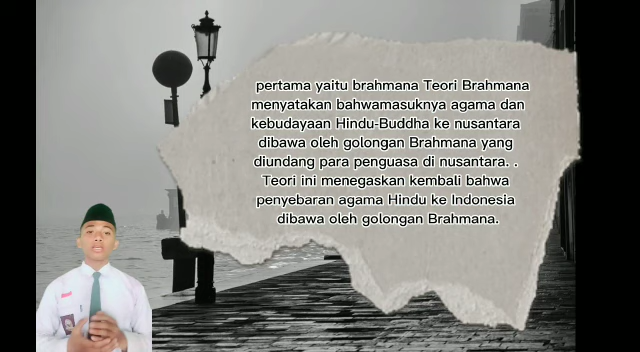 pertama yaitu brahmana Teori Brahmana
menyatakan bahwamasuknya agama dan
kebudayaan Hindu-Buddha ke nusantara
dibawa oleh golongan Brahmana yang
diundang para penguasa di nusantara. .
Teori ini menegaskan kembali bahwa
penyebaran agama Hindu ke Indonesia
dibawa oleh golongan Brahmana.